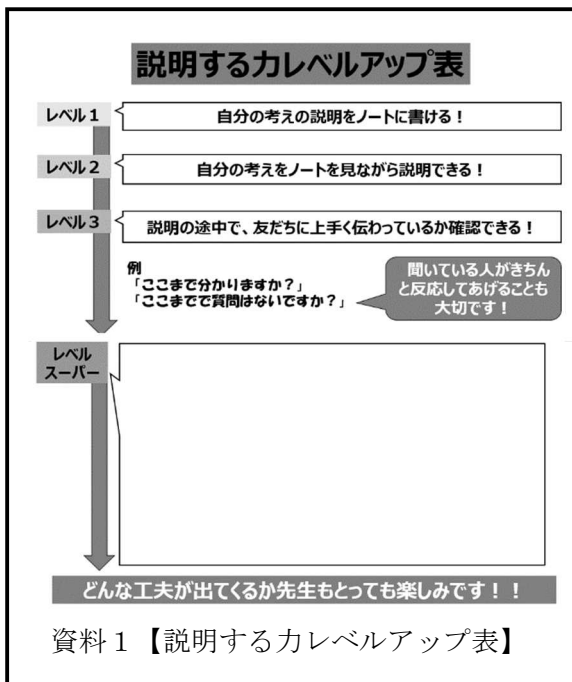 説明する力レベルアップ表
レベル1
自分の考えの説明をノートに書ける!
レベル2
自分の考えをノートを見ながら説明できる!
レベル3
説明の途中で、友だちに上手く伝わっているか確認できる!
例
「ここまで分かりますか?」
「ここまでで質問はないですか?」
聞いている人がきちん
と反応してあげることも
大切です!
レベル
スーパー
どんな工夫が出てくるか先生もとっても楽しみです!!
資料1【説明する力レベルアップ表】